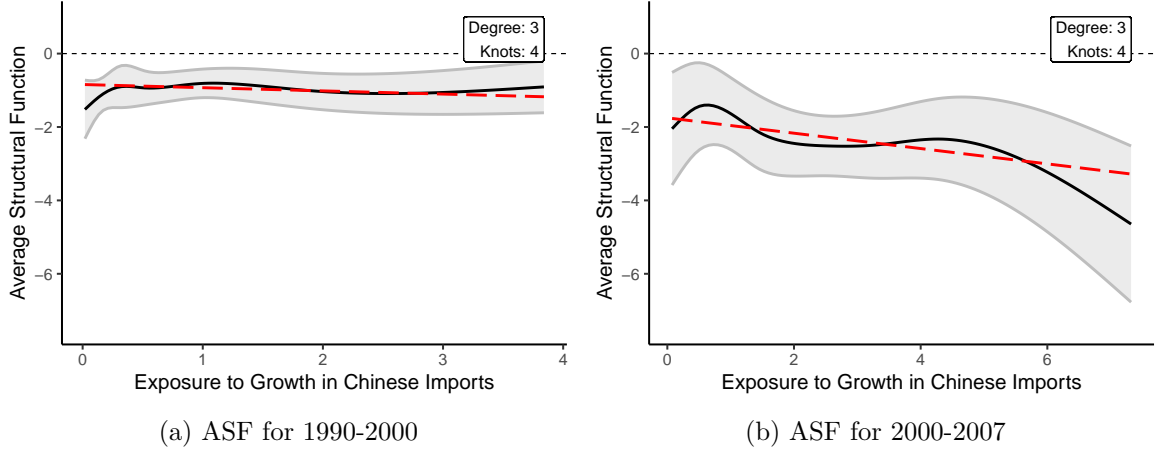 Degree: 3
Knots: 4
0
−2
−4
−6
Average Structural Function
0
1
2
3
4
Exposure to Growth in Chinese Imports
(a) ASF for 1990-2000
Degree: 3
Knots: 4
0
−2
−4
−6
Average Structural Function
0
2
4
6
Exposure to Growth in Chinese Imports
(b) ASF for 2000-2007